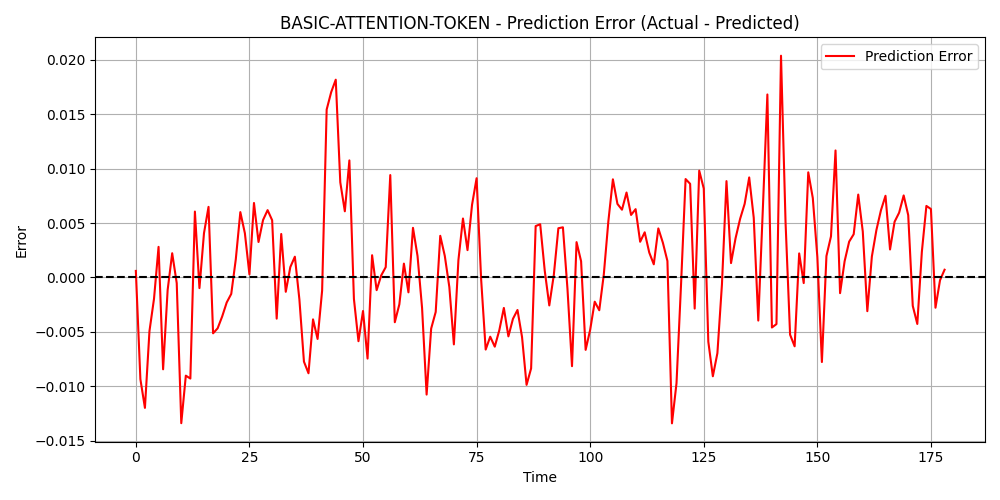 BASIC-ATTENTION-TOKEN - Prediction Error (Actual - Predicted)
Prediction Error
Error
0.020
0.015
0.010
0.005
0.000
−0.005
−0.010
−0.015
0 25 50 75 100 125 150 175
Time